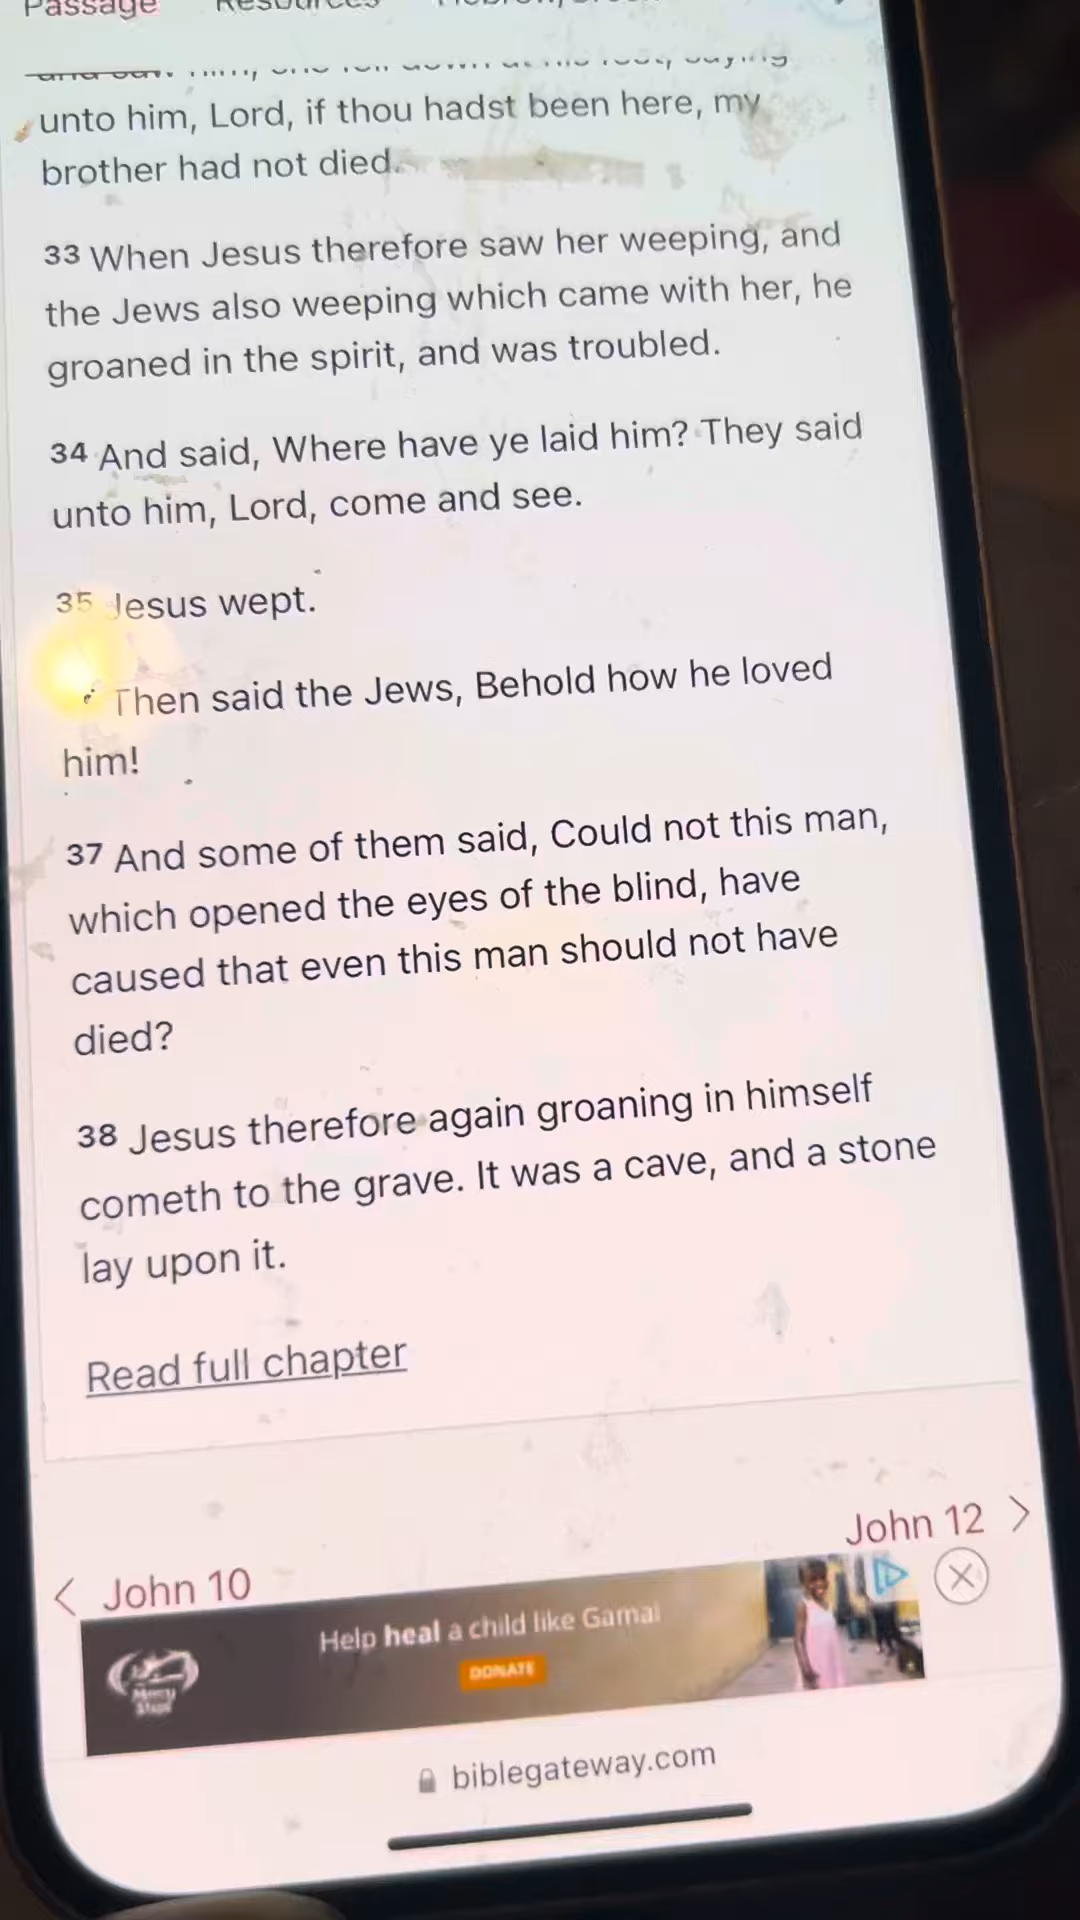 Passage
unto him, Lord, if thou hadst been here, my
brother had not died.
33 When Jesus therefore saw her weeping, and
the Jews also weeping which came with her, he
groaned in the spirit, and was troubled.
34 And said, Where have ye laid him? They said
unto him, Lord, come and see.
35 Jesus wept.
Then said the Jews, Behold how he loved
him!
37 And some of them said, Could not this man,
which opened the eyes of the blind, have
caused that even this man should not have
died?
38 Jesus therefore again groaning in himself
cometh to the grave. It was a cave, and a stone
lay upon it.
Read full chapter
John 12 >
< John 10
Help heal a child like Gamai
DONATE
Mercy
Ships
biblegateway.com